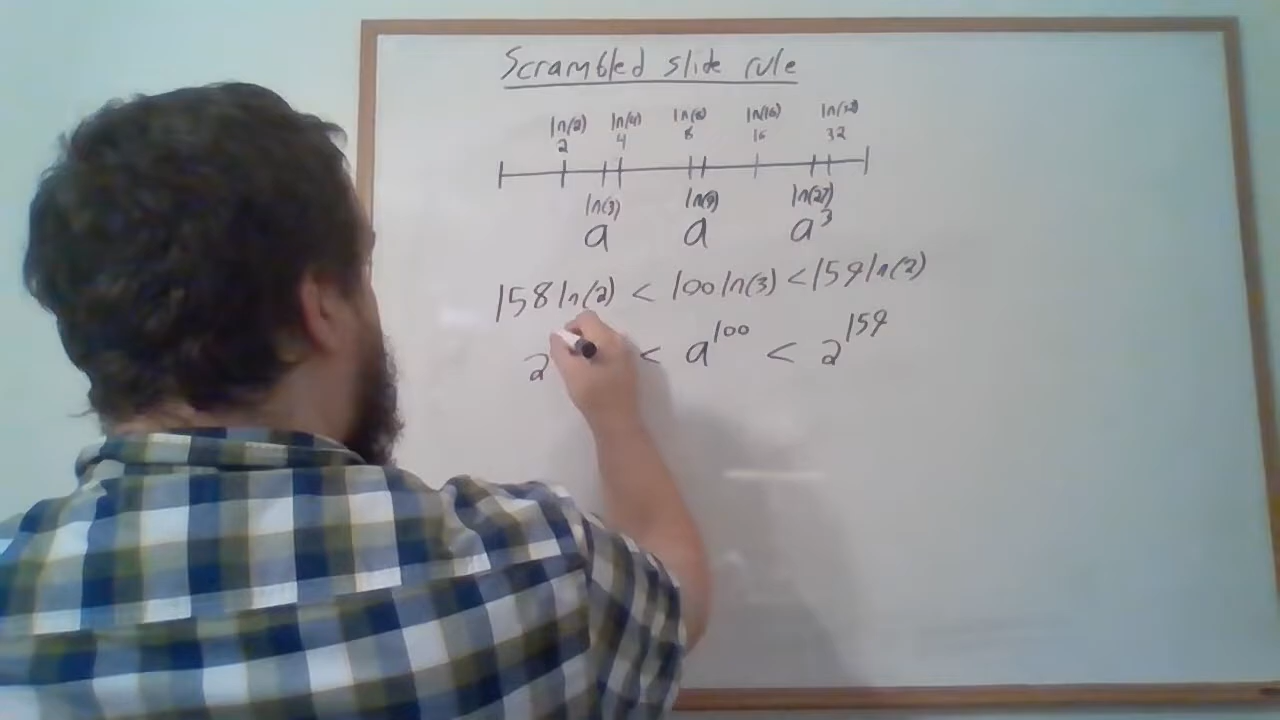 Scrambled slide rule
ln(2) ln(4) ln(8) ln(16) ln(32)
2 4 8 16 32
ln(3) ln(9) ln(27)
a a a³
158 ln(2) < 100 ln(3) < 159 ln(2)
2 < a¹⁰⁰ < 2¹⁵⁹